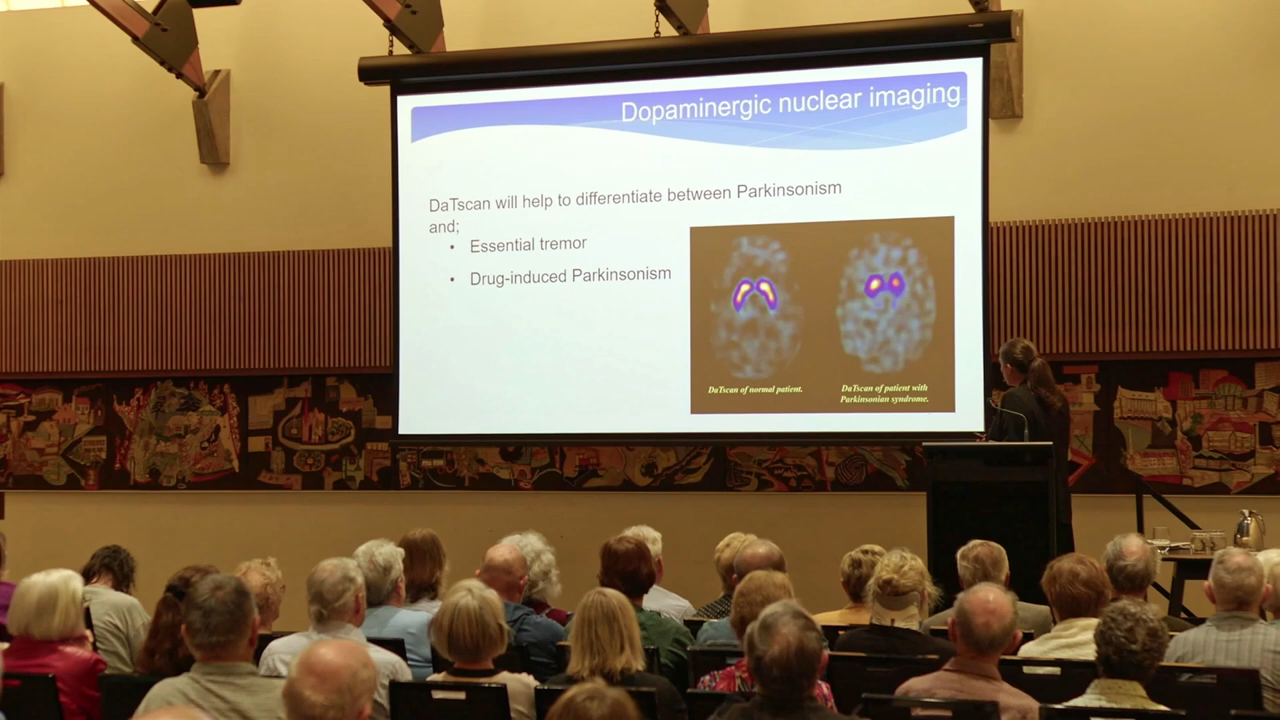 Dopaminergic nuclear imaging
DaTscan will help to differentiate between Parkinsonism
and;
• Essential tremor
• Drug-induced Parkinsonism
DaTscan of normal patient.
DaTscan of patient with
Parkinsonian syndrome.